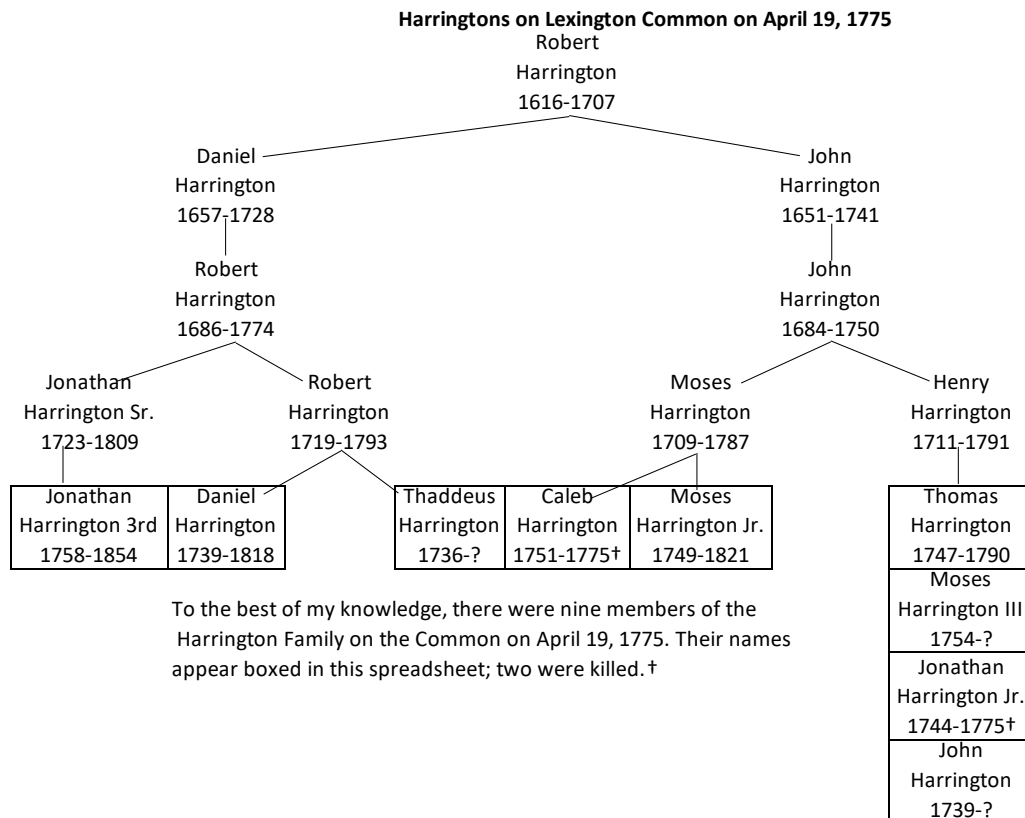 Harringtons on Lexington Common on April 19, 1775
Robert
Harrington
1616-1707
Daniel
Harrington
1657-1728
John
Harrington
1651-1741
Robert
Harrington
1686-1774
John
Harrington
1684-1750
Jonathan
Harrington Sr.
1723-1809
Robert
Harrington
1719-1793
Moses
Harrington
1709-1787
Henry
Harrington
1711-1791
Jonathan
Harrington 3rd
1758-1854
Daniel
Harrington
1739-1818
Thaddeus
Harrington
1736-?
Caleb
Harrington
1751-1775†
Moses
Harrington Jr.
1749-1821
Thomas
Harrington
1747-1790
Moses
Harrington III
1754-?
Jonathan
Harrington Jr.
1744-1775†
John
Harrington
1739-?
To the best of my knowledge, there were nine members of the
Harrington Family on the Common on April 19, 1775. Their names
appear boxed in this spreadsheet; two were killed.†